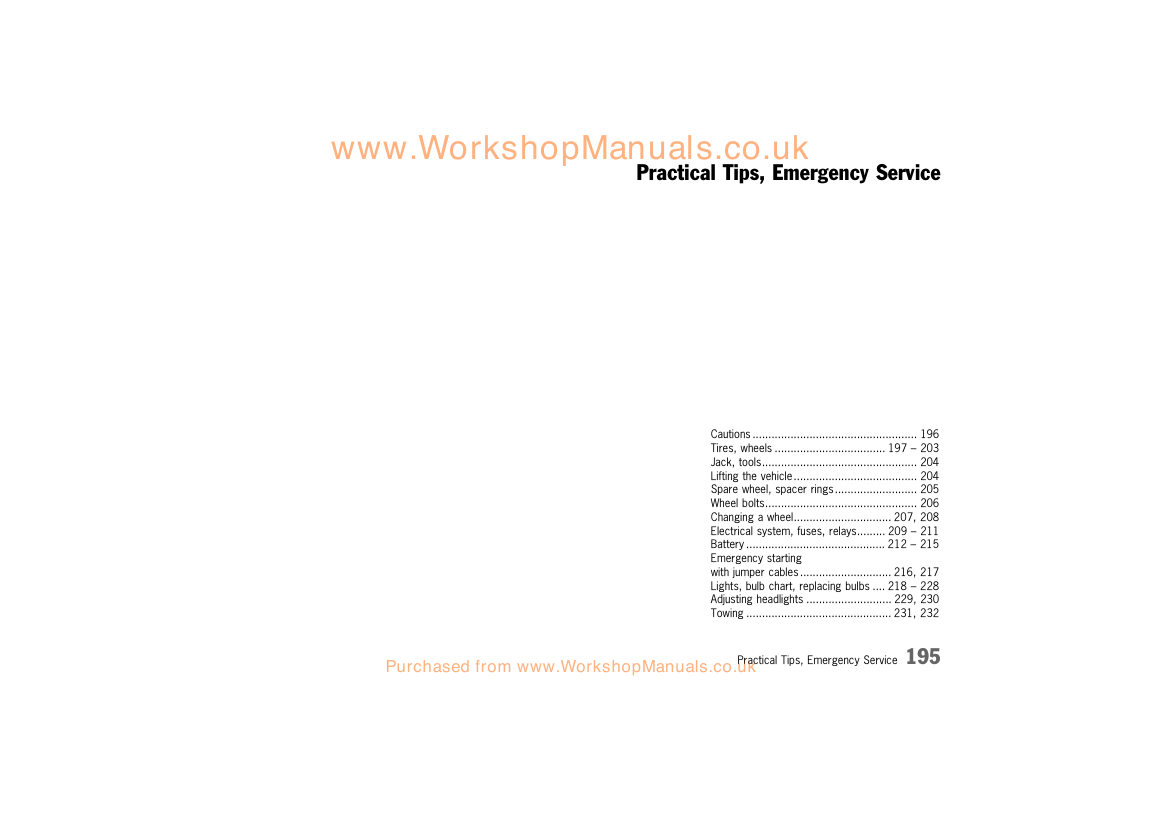 www.WorkshopManuals.co.uk
Practical Tips, Emergency Service
Cautions .................................................... 196
Tires, wheels ................................... 197 – 203
Jack, tools................................................. 204
Lifting the vehicle....................................... 204
Spare wheel, spacer rings.......................... 205
Wheel bolts................................................ 206
Changing a wheel............................... 207, 208
Electrical system, fuses, relays......... 209 – 211
Battery ............................................ 212 – 215
Emergency starting
with jumper cables............................. 216, 217
Lights, bulb chart, replacing bulbs .... 218 – 228
Adjusting headlights ........................... 229, 230
Towing .............................................. 231, 232
Practical Tips, Emergency Service 195
Purchased from www.WorkshopManuals.co.uk